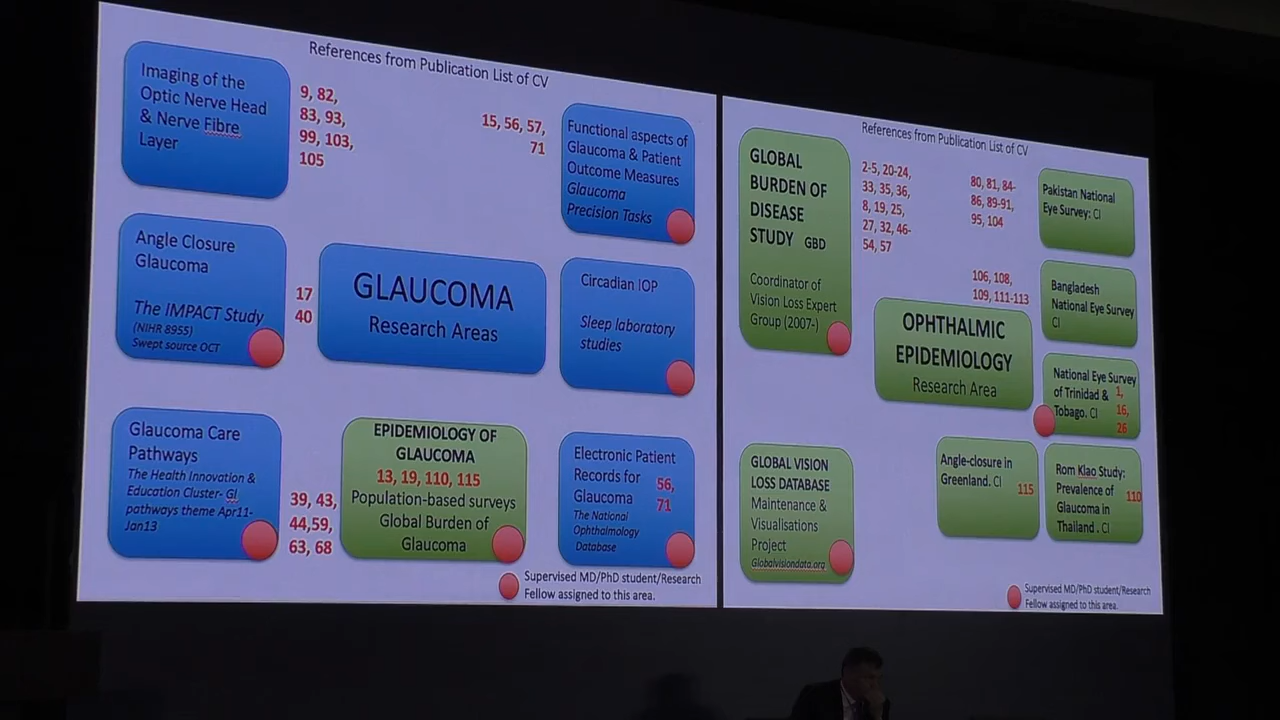 References from Publication List of CV
Imaging of the
Optic Nerve Head
& Nerve Fibre
Layer
9, 82,
83, 93,
99, 103,
105
15, 56, 57,
71
Functional aspects of
Glaucoma & Patient
Outcome Measures
Glaucoma
Precision Tasks
Angle Closure
Glaucoma
The IMPACT Study
(NIHR 8955)
Swept source OCT
17
40
GLAUCOMA
Research Areas
Circadian IOP
Sleep laboratory
studies
Glaucoma Care
Pathways
The Health Innovation &
Education Cluster- GI
pathways theme Apr11-
Jan13
39, 43,
44,59,
63, 68
EPIDEMIOLOGY OF
GLAUCOMA
13, 19, 110, 115
Population-based surveys
Global Burden of
Glaucoma
Electronic Patient
Records for
Glaucoma
The National
Ophthalmology
Database
56,
71
Supervised MD/PhD student/Research
Fellow assigned to this area.
References from Publication List of CV
GLOBAL
BURDEN OF
DISEASE
STUDY GBD
Coordinator of
Vision Loss Expert
Group (2007-)
2-5, 20-24,
33, 35, 36,
8, 19, 25,
27, 32, 46-
54, 57
80, 81, 84-
86, 89-91,
95, 104
Pakistan National
Eye Survey: CI
106, 108,
109, 111-113
Bangladesh
National Eye Survey
CI
OPHTHALMIC
EPIDEMIOLOGY
Research Area
National Eye Survey
of Trinidad &
Tobago. CI
1,
16,
26
GLOBAL VISION
LOSS DATABASE
Maintenance &
Visualisations
Project
Globalvisiondata.org
Angle-closure in
Greenland. CI
115
Rom Klao Study:
Prevalence of
Glaucoma in
Thailand . CI
110
Supervised MD/PhD student/Research
Fellow assigned to this area.